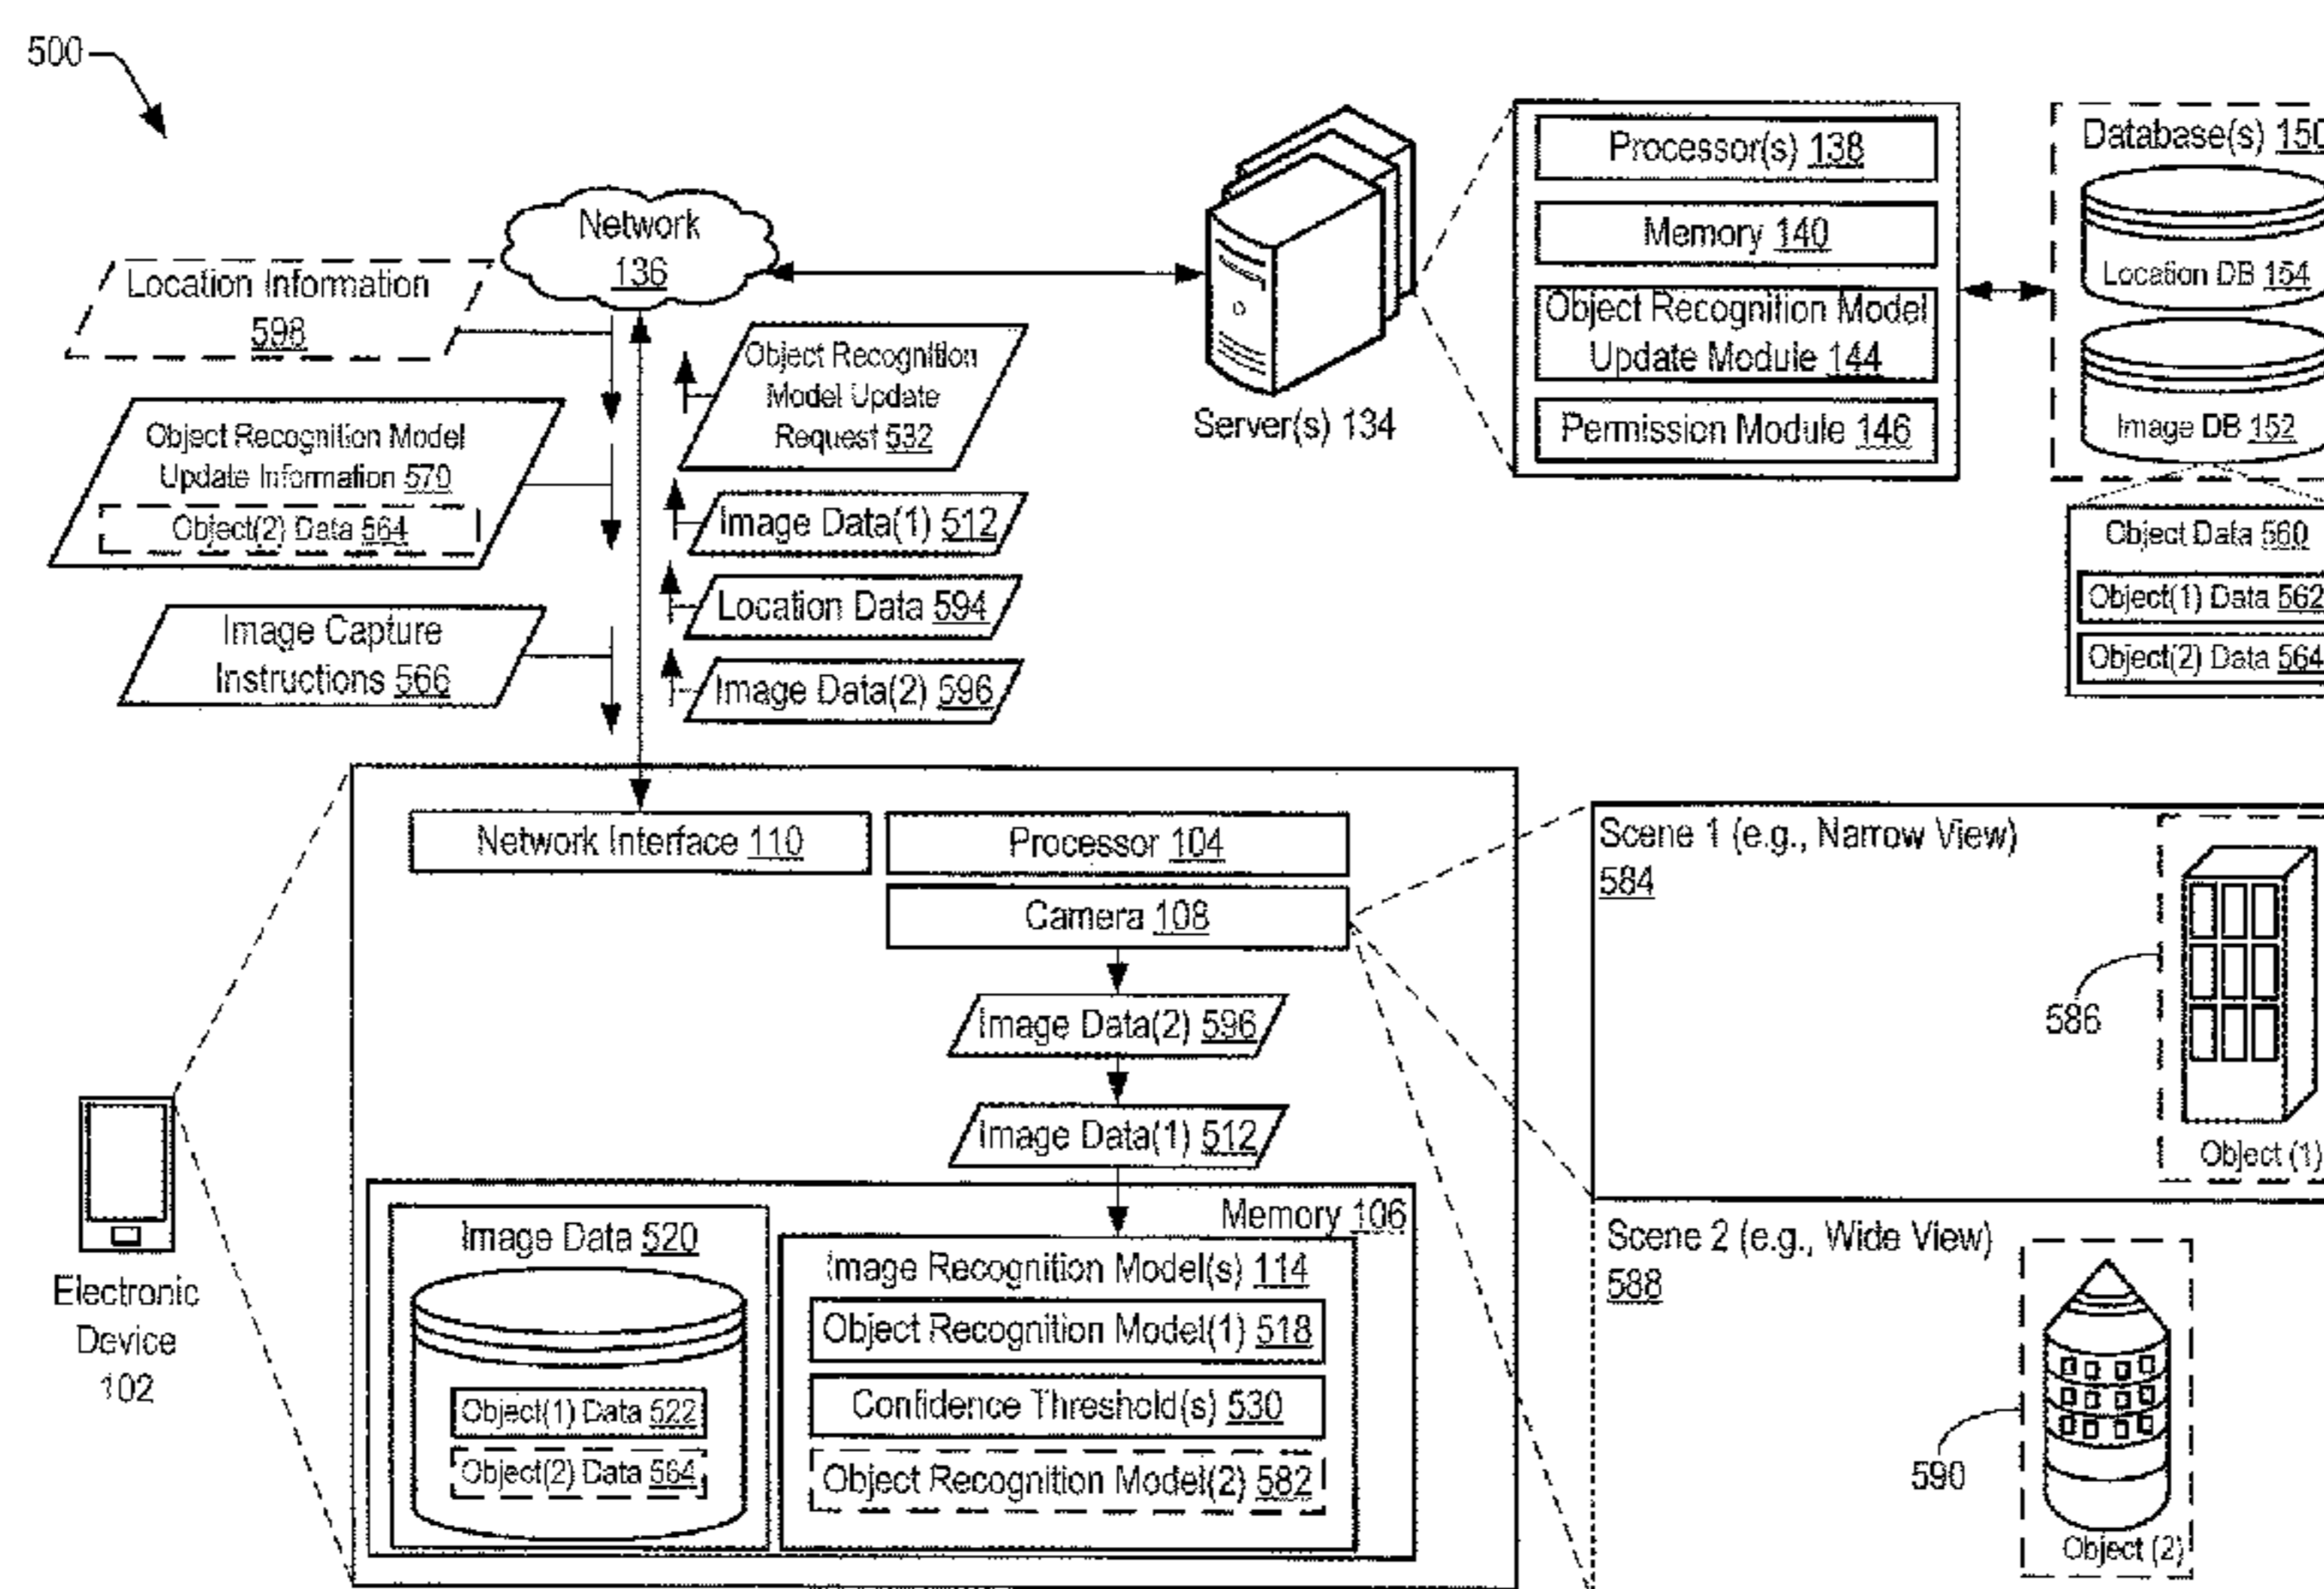 500
Network
136
Location Information
598
Object Recognition Model
Update Information 570
Object(2) Data 564
Image Capture
Instructions 566
Object Recognition
Model Update
Request 532
Image Data(1) 512
Location Data 594
Image Data(2) 596
Server(s) 134
Processor(s) 138
Memory 140
Object Recognition Model
Update Module 144
Permission Module 146
Database(s) 150
Location DB 154
Image DB 152
Object Data 560
Object(1) Data 562
Object(2) Data 564
Network Interface 110
Processor 104
Camera 108
Image Data(2) 596
Image Data(1) 512
Memory 106
Image Data 520
Object(1) Data 522
Object(2) Data 564
Image Recognition Model(s) 114
Object Recognition Model(1) 518
Confidence Threshold(s) 530
Object Recognition Model(2) 582
Electronic
Device
102
Scene 1 (e.g., Narrow View)
584
586
Object (1)
Scene 2 (e.g., Wide View)
588
590
Object (2)